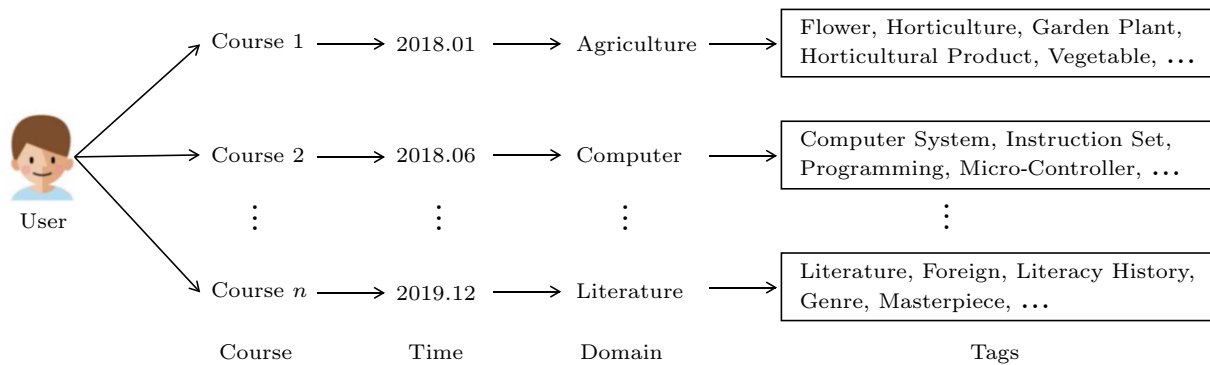 Course 1 2018.01 Agriculture Flower, Horticulture, Garden Plant,
Horticultural Product, Vegetable, ...
Course 2 2018.06 Computer Computer System, Instruction Set,
Programming, Micro-Controller, ...
User
⋮ ⋮ ⋮ ⋮
Course n 2019.12 Literature Literature, Foreign, Literacy History,
Genre, Masterpiece, ...
Course Time Domain Tags